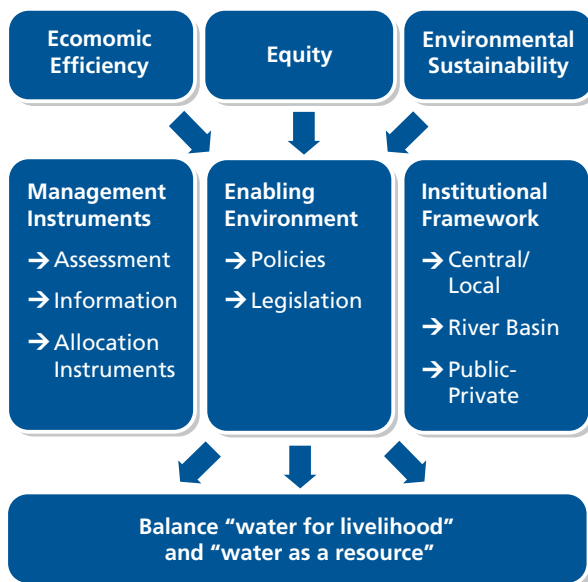 Ecomomic
Efficiency
Equity
Environmental
Sustainability
Management
Instruments
→ Assessment
→ Information
→ Allocation
Instruments
Enabling
Environment
→ Policies
→ Legislation
Institutional
Framework
→ Central/
Local
→ River Basin
→ Public-
Private
Balance “water for livelihood”
and “water as a resource”